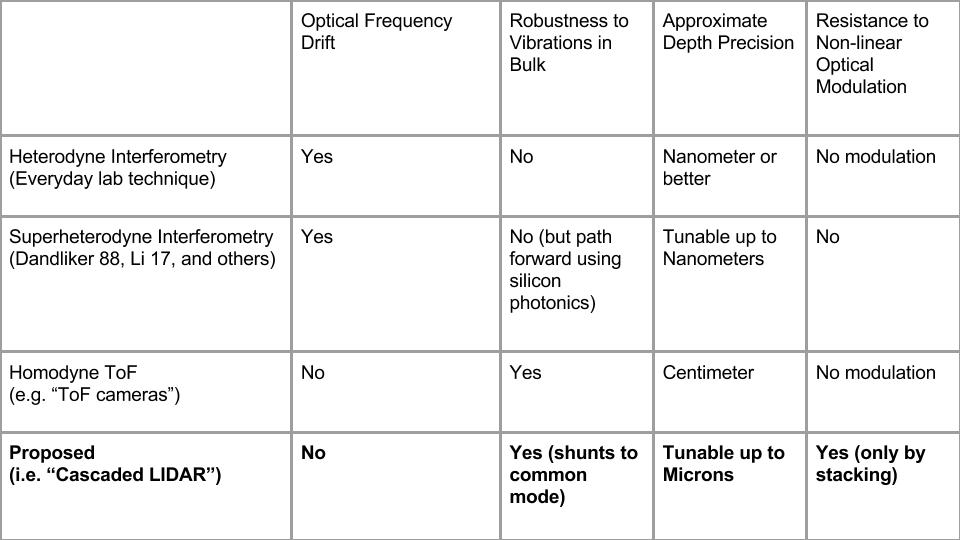 Optical Frequency
Drift
Robustness to
Vibrations in
Bulk
Approximate
Depth Precision
Resistance to
Non-linear
Optical
Modulation
Heterodyne Interferometry
(Everyday lab technique)
Yes
No
Nanometer or
better
No modulation
Superheterodyne Interferometry
(Dandliker 88, Li 17, and others)
Yes
No (but path
forward using
silicon
photonics)
Tunable up to
Nanometers
No
Homodyne ToF
(e.g. “ToF cameras”)
No
Yes
Centimeter
No modulation
Proposed
(i.e. “Cascaded LIDAR”)
No
Yes (shunts to
common
mode)
Tunable up to
Microns
Yes (only by
stacking)